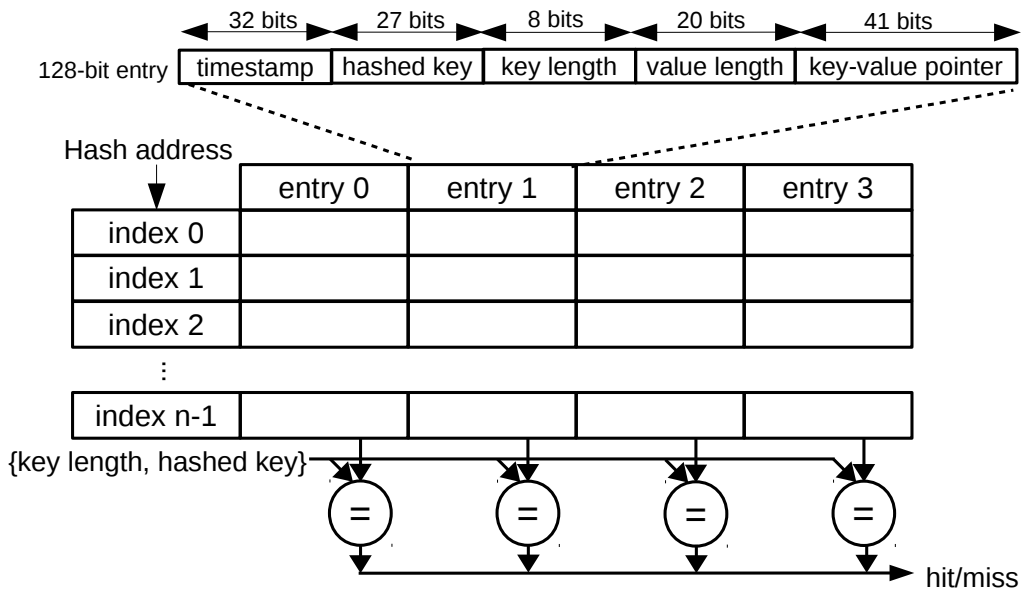 32 bits 27 bits 8 bits 20 bits 41 bits
128-bit entry timestamp hashed key key length value length key-value pointer
Hash address
entry 0 entry 1 entry 2 entry 3
index 0
index 1
index 2
...
index n-1
{key length, hashed key}
= = = =
hit/miss